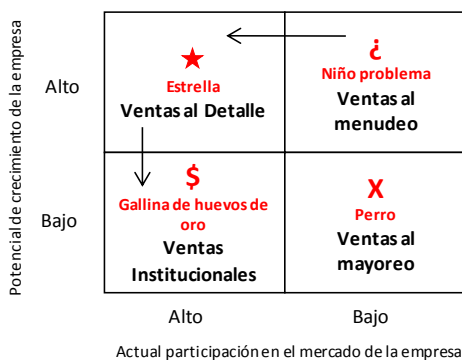 Potencial de crecimiento de la empresa
Alto
Estrella
Ventas al Detalle
¿
Niño problema
Ventas al
menudeo
Bajo
$
Gallina de huevos de
oro
Ventas
Institucionales
X
Perro
Ventas al
mayoreo
Alto
Bajo
Actual participación en el mercado de la empresa